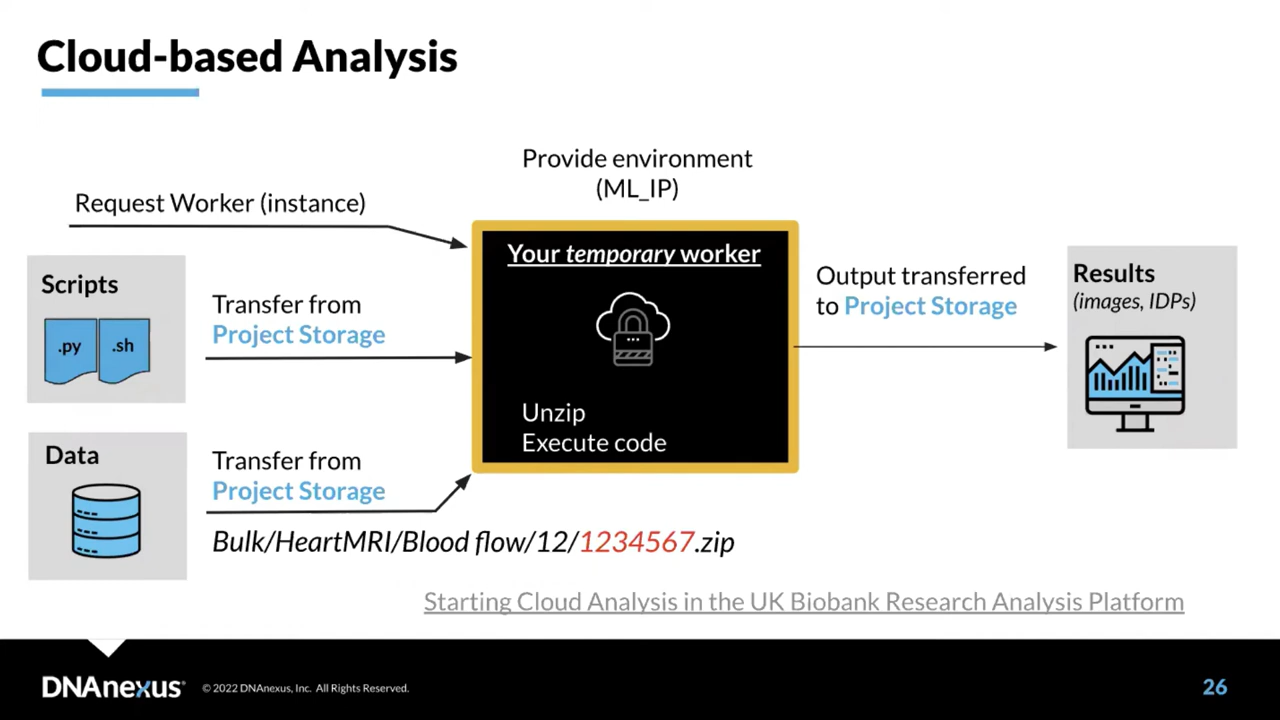 Cloud-based Analysis
Provide environment
(ML_IP)
Request Worker (instance)
Your temporary worker
Scripts
.py
.sh
Transfer from
Project Storage
Output transferred
to Project Storage
Results
(images, IDPs)
Unzip
Execute code
Data
Transfer from
Project Storage
Bulk/HeartMRI/Blood flow/12/1234567.zip
Starting Cloud Analysis in the UK Biobank Research Analysis Platform
DNAnexus® © 2022 DNAnexus, Inc. All Rights Reserved.
26